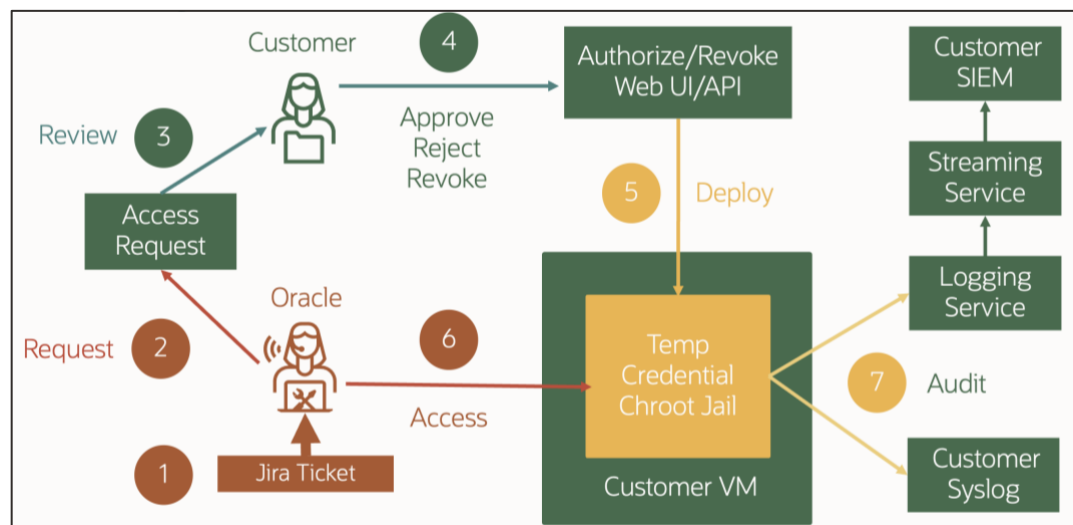 Customer
4
Authorize/Revoke
Web UI/API
Customer
SIEM
Review
3
Approve
Reject
Revoke
Streaming
Service
5
Deploy
Access
Request
Logging
Service
Oracle
Request
2
6
Access
Temp
Credential
Chroot Jail
7
Audit
1
Jira Ticket
Customer VM
Customer
Syslog